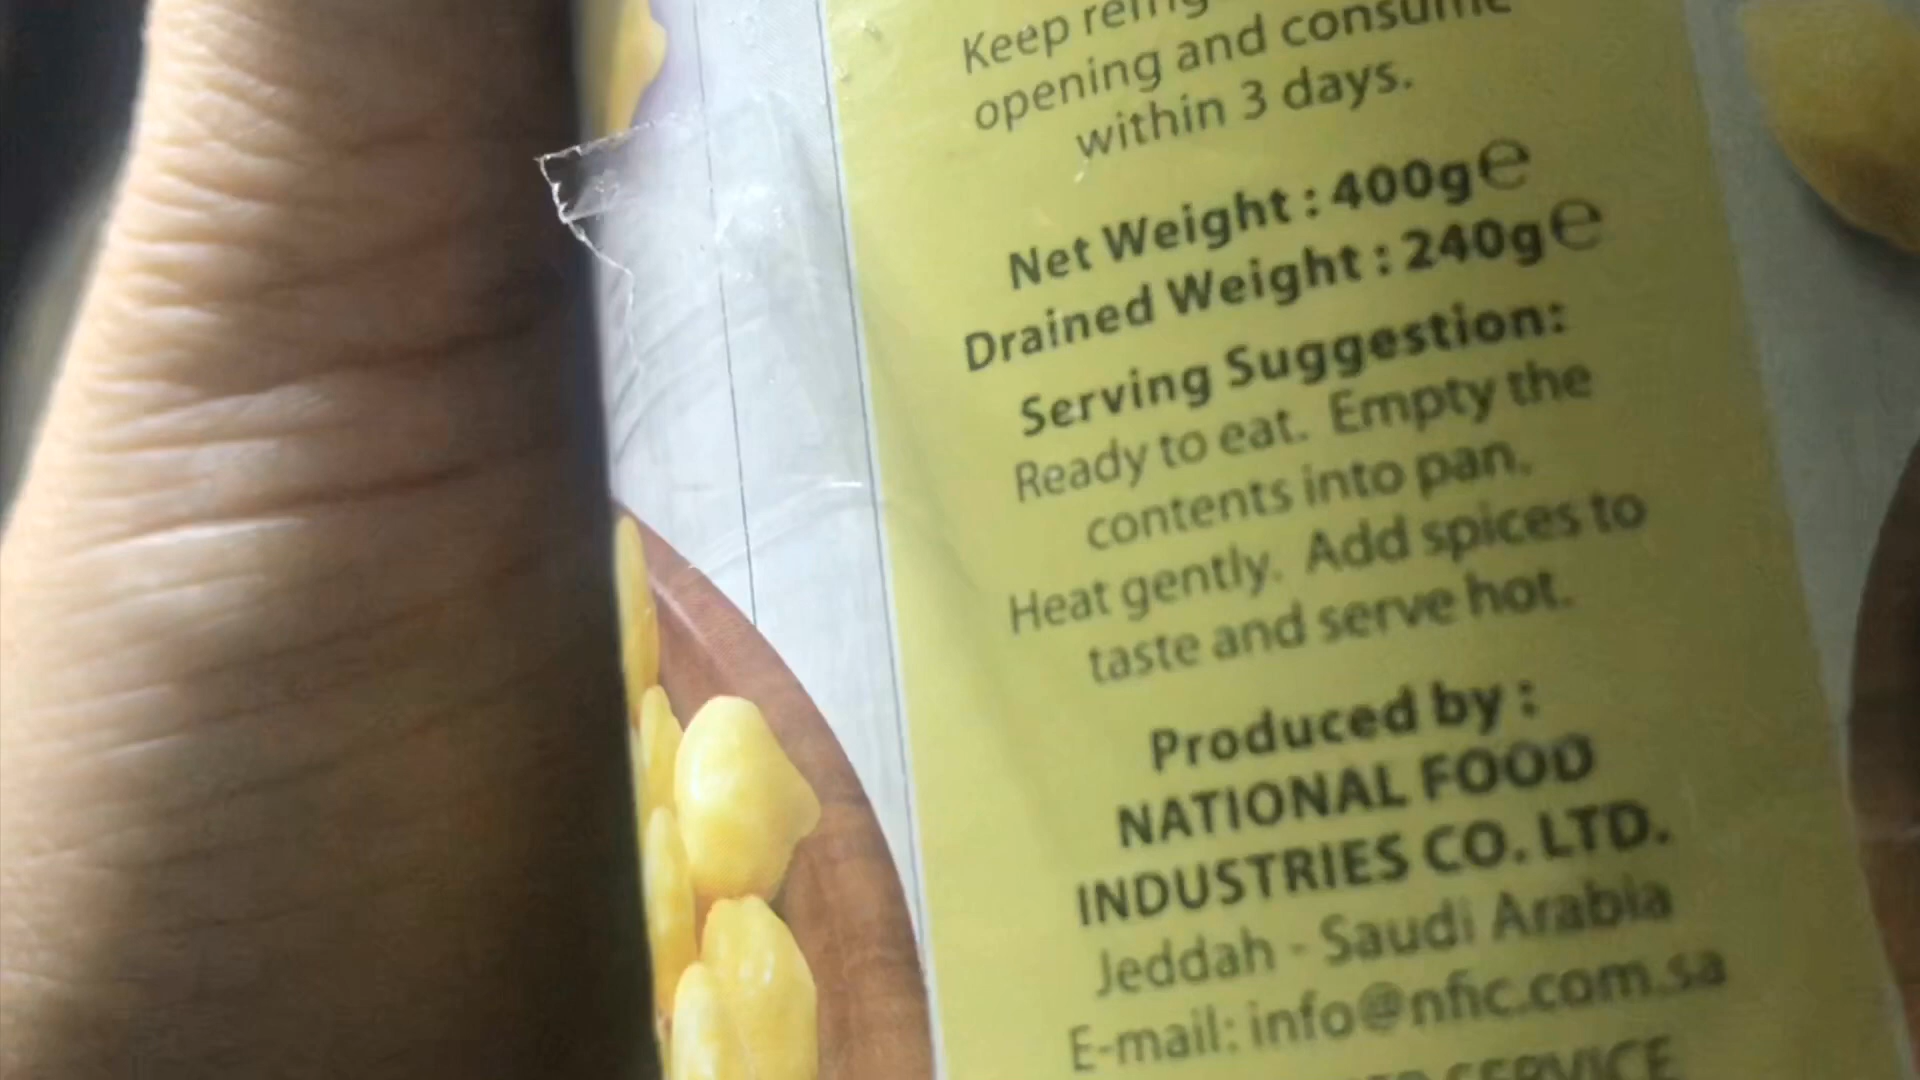 Keep
opening and consume
within 3 days.
Net Weight : 400g℮
Drained Weight : 240g℮
Serving Suggestion:
Ready to eat. Empty the
contents into pan.
Heat gently. Add spices to
taste and serve hot.
Produced by :
NATIONAL FOOD
INDUSTRIES CO. LTD.
Jeddah - Saudi Arabia
E-mail: info@nfic.com.sa
SERVICE